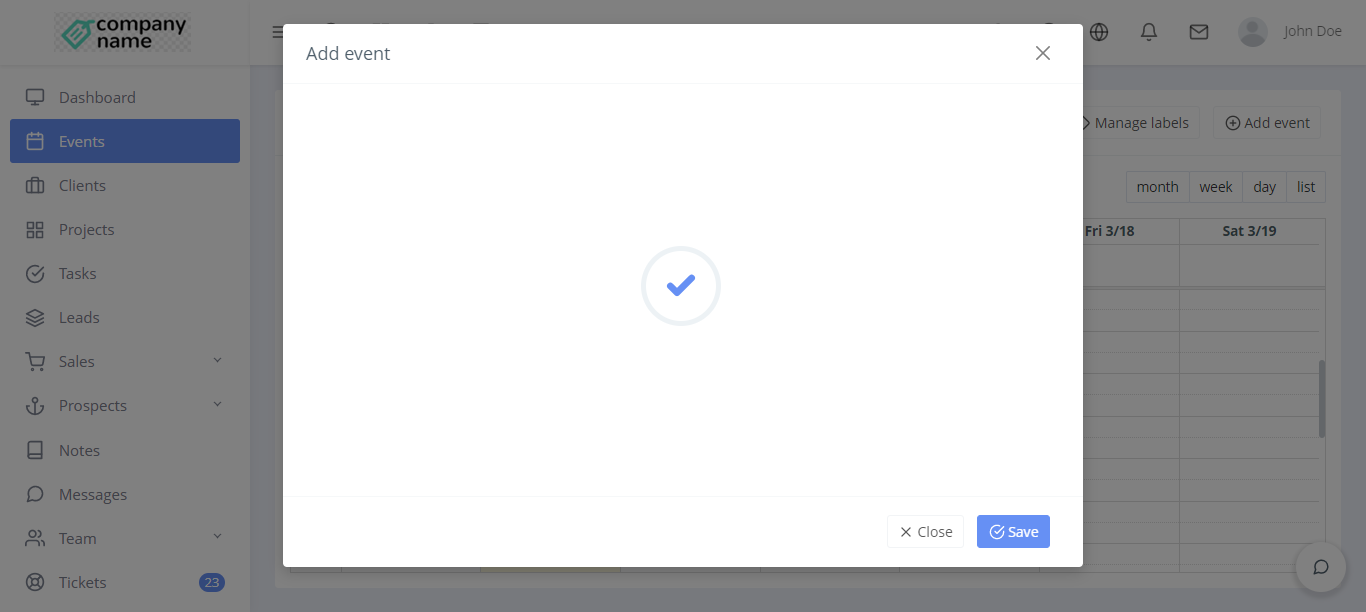 company
name
Add event
John Doe
Dashboard
Manage labels
Add event
Events
Clients
month
week
day
list
Projects
Fri 3/18
Sat 3/19
Tasks
Leads
Sales
Prospects
Notes
Messages
Close
Save
Team
Tickets
23